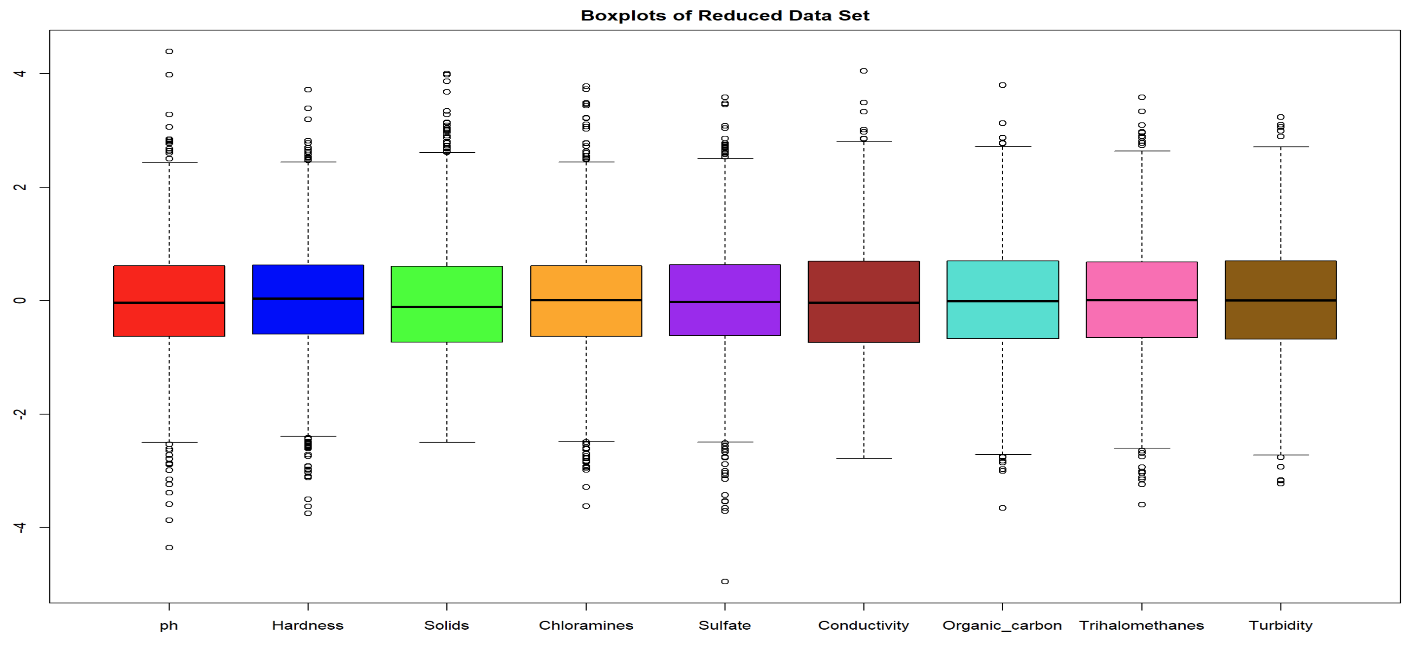 Boxplots of Reduced Data Set
4
2
0
-2
-4
ph Hardness Solids Chloramines Sulfate Conductivity Organic_carbon Trihalomethanes Turbidity